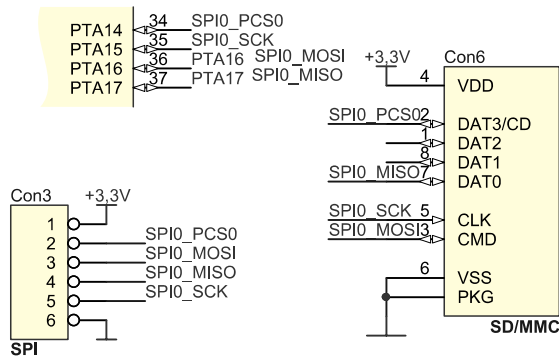 PTA14 34 SPI0_PCS0
PTA15 35 SPI0_SCK
PTA16 36 PTA16 SPI0_MOSI
PTA17 37 PTA17 SPI0_MISO
+3,3V Con6
4 VDD
SPI0_PCS0 2 DAT3/CD
1 DAT2
8 DAT1
SPI0_MISO 7 DAT0
SPI0_SCK 5 CLK
SPI0_MOSI 3 CMD
6 VSS
PKG
SD/MMC
Con3 +3,3V
1
2 SPI0_PCS0
3 SPI0_MOSI
4 SPI0_MISO
5 SPI0_SCK
6
SPI